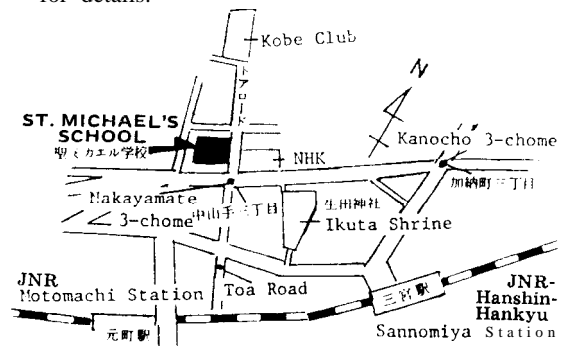 for details.
Kobe Club
トアロード
N
ST. MICHAEL'S
SCHOOL
聖ミカエル学校
NHK
Kanocho 3-chome
加納町三丁目
Nakayamate
3-chome
中山手三丁目
生田神社
Ikuta Shrine
JNR
Motomachi Station
元町駅
Toa Road
三宮駅
JNR-
Hanshin-
Hankyu
Sannomiya Station